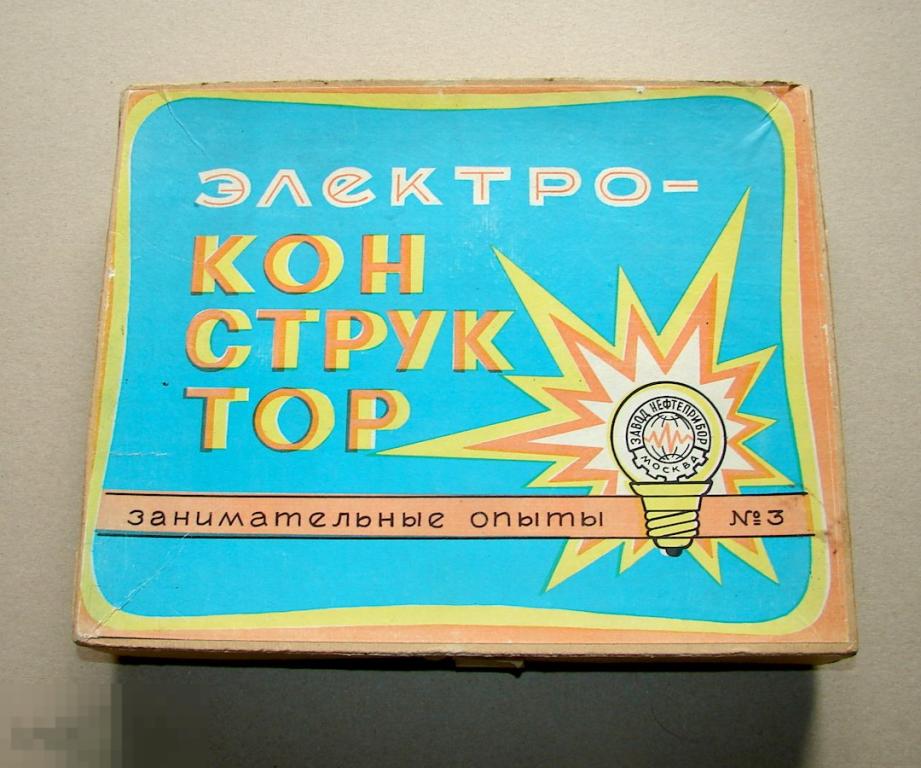 ЭЛЕКТРО-
КОН
СТРУК
ТОР
ЗАВОД НЕФТЕПРИБОР
МОСКВА
занимательные опыты №3